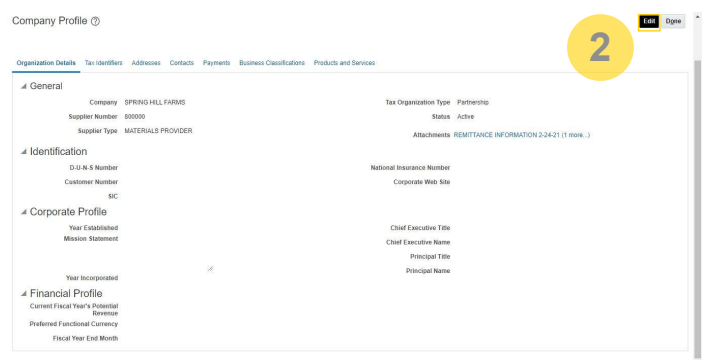 Company Profile ?
Edit Done
2
Organization Details Tax Identifiers Addresses Contacts Payments Business Classifications Products and Services
General
Company SPRING HILL FARMS Tax Organization Type Partnership
Supplier Number 800000 Status Active
Supplier Type MATERIALS PROVIDER Attachments REMITTANCE INFORMATION 2-24-21 (1 more...)
Identification
D-U-N-S Number National Insurance Number
Customer Number Corporate Web Site
SIC
Corporate Profile
Year Established Chief Executive Title
Mission Statement Chief Executive Name
Principal Title
Year Incorporated Principal Name
Financial Profile
Current Fiscal Year's Potential
Revenue
Preferred Functional Currency
Fiscal Year End Month